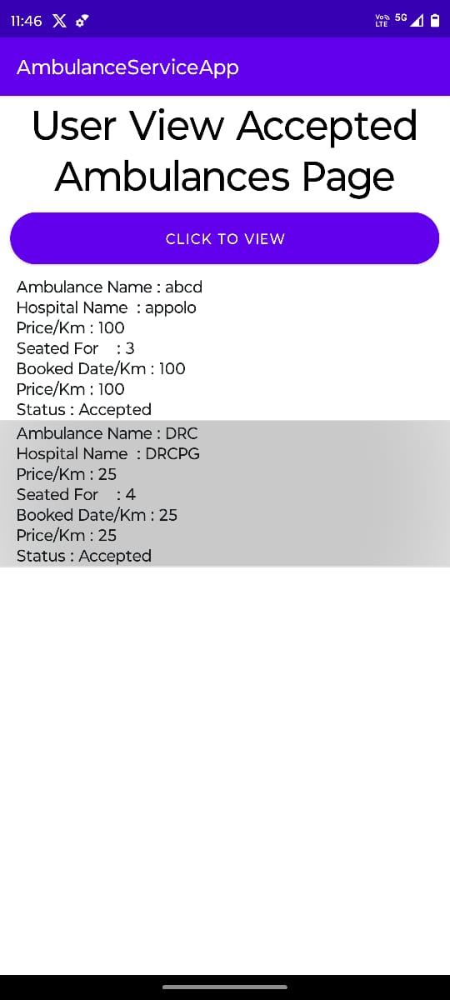 11:46
Vo)) 5G
LTE
AmbulanceServiceApp
User View Accepted
Ambulances Page
CLICK TO VIEW
Ambulance Name : abcd
Hospital Name  : appolo
Price/Km : 100
Seated For    : 3
Booked Date/Km : 100
Price/Km : 100
Status : Accepted
Ambulance Name : DRC
Hospital Name  : DRCPG
Price/Km : 25
Seated For    : 4
Booked Date/Km : 25
Price/Km : 25
Status : Accepted